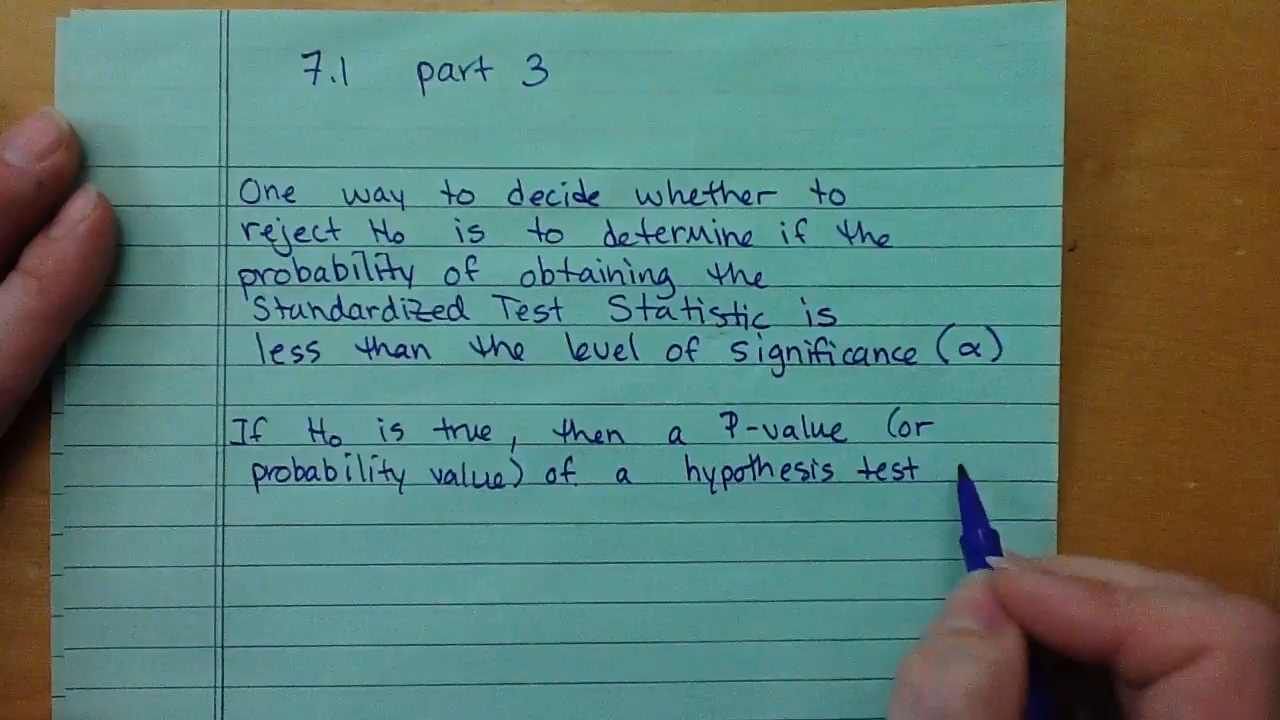 7.1 part 3
One way to decide whether to
reject H₀ is to determine if the
probability of obtaining the
Standardized Test Statistic is
less than the level of significance (α)
If H₀ is true, then a P-value (or
probability value) of a hypothesis test